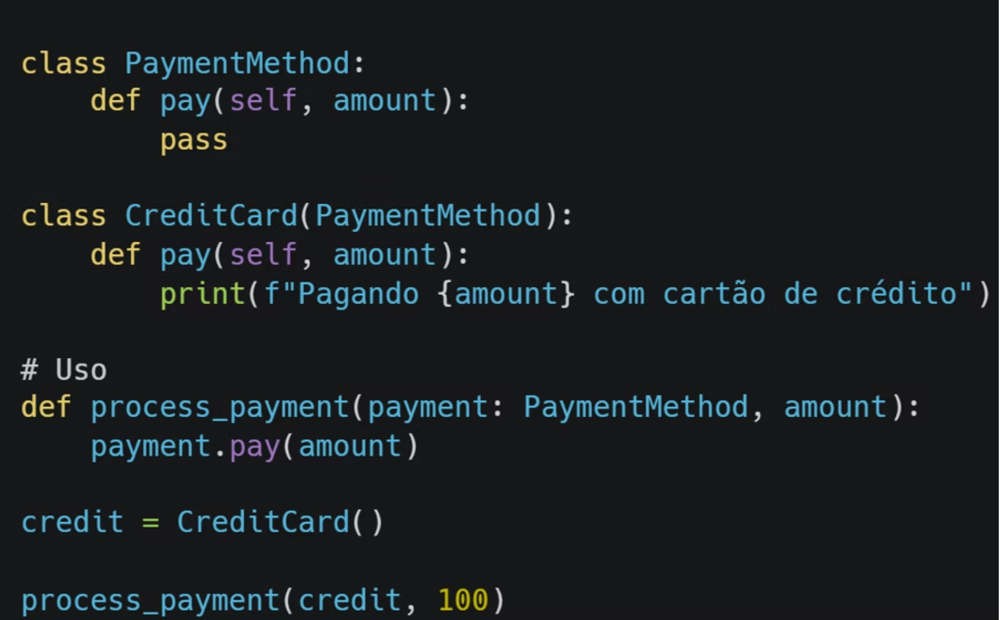 class PaymentMethod:
    def pay(self, amount):
        pass
class CreditCard(PaymentMethod):
    def pay(self, amount):
        print(f"Pagando {amount} com cartão de crédito")
# Uso
def process_payment(payment: PaymentMethod, amount):
    payment.pay(amount)
credit = CreditCard()
process_payment(credit, 100)